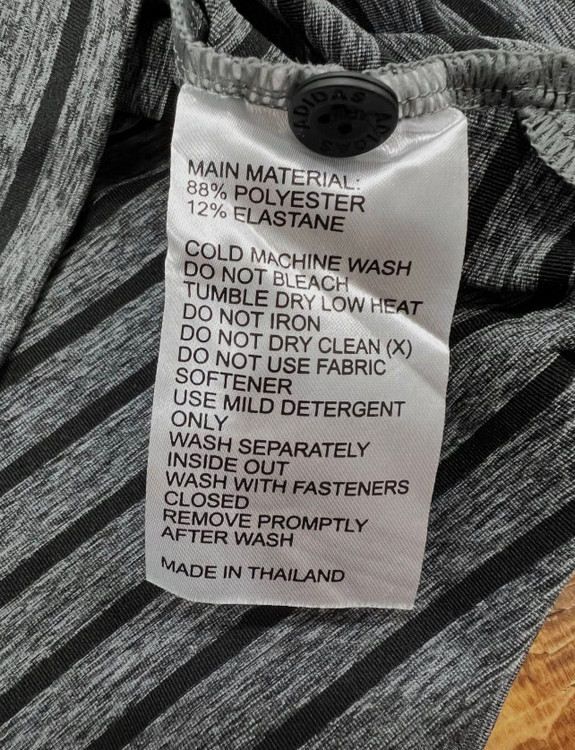 ADIDAS ADIDAS
MAIN MATERIAL:
88% POLYESTER
12% ELASTANE
COLD MACHINE WASH
DO NOT BLEACH
TUMBLE DRY LOW HEAT
DO NOT IRON
DO NOT DRY CLEAN (X)
DO NOT USE FABRIC
SOFTENER
USE MILD DETERGENT
ONLY
WASH SEPARATELY
INSIDE OUT
WASH WITH FASTENERS
CLOSED
REMOVE PROMPTLY
AFTER WASH
MADE IN THAILAND